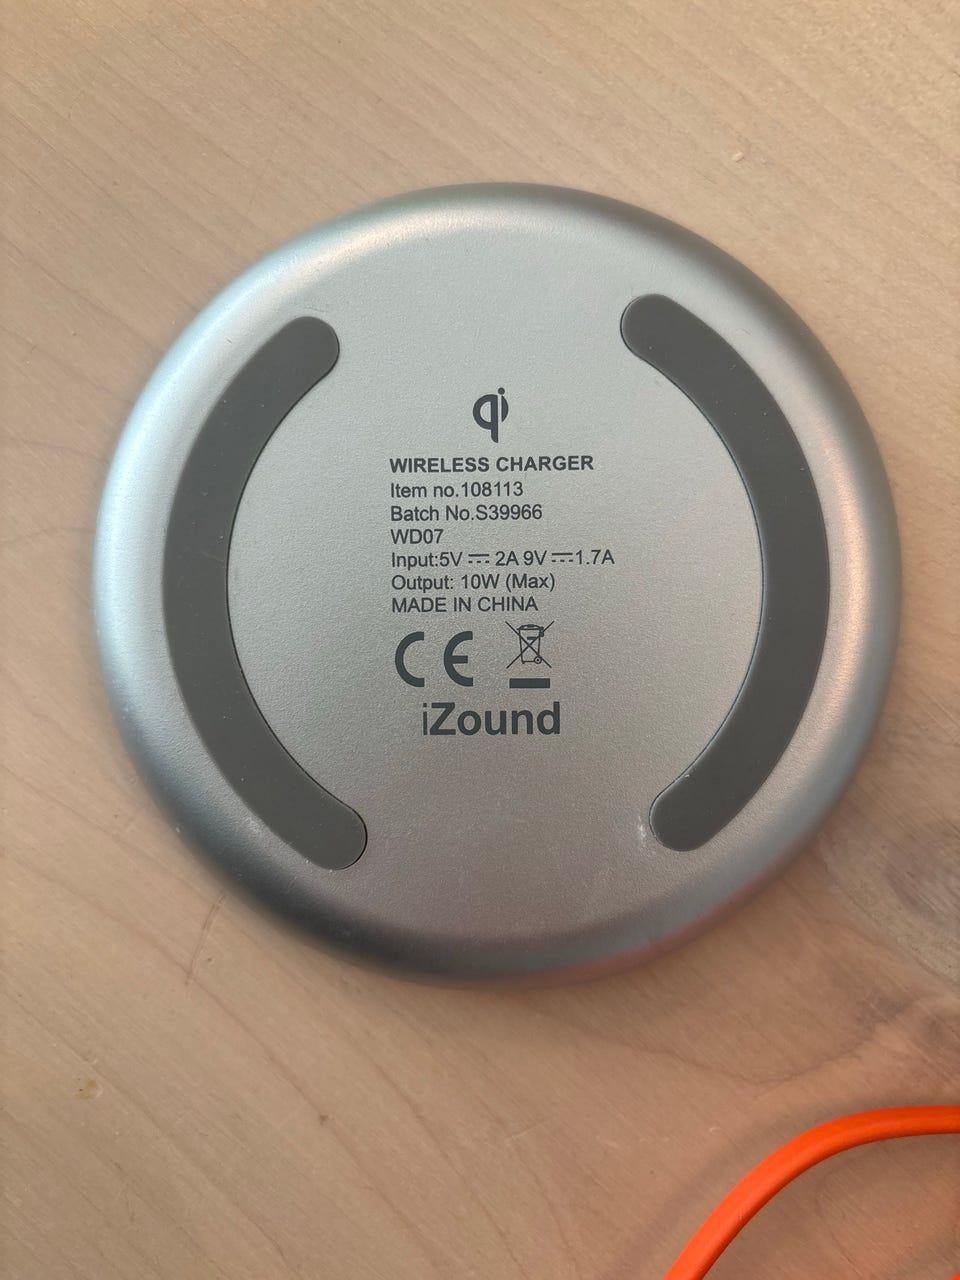 qi
WIRELESS CHARGER
Item no.108113
Batch No.S39966
WD07
Input:5V ⎓ 2A 9V ⎓1.7A
Output: 10W (Max)
MADE IN CHINA
CE
iZound